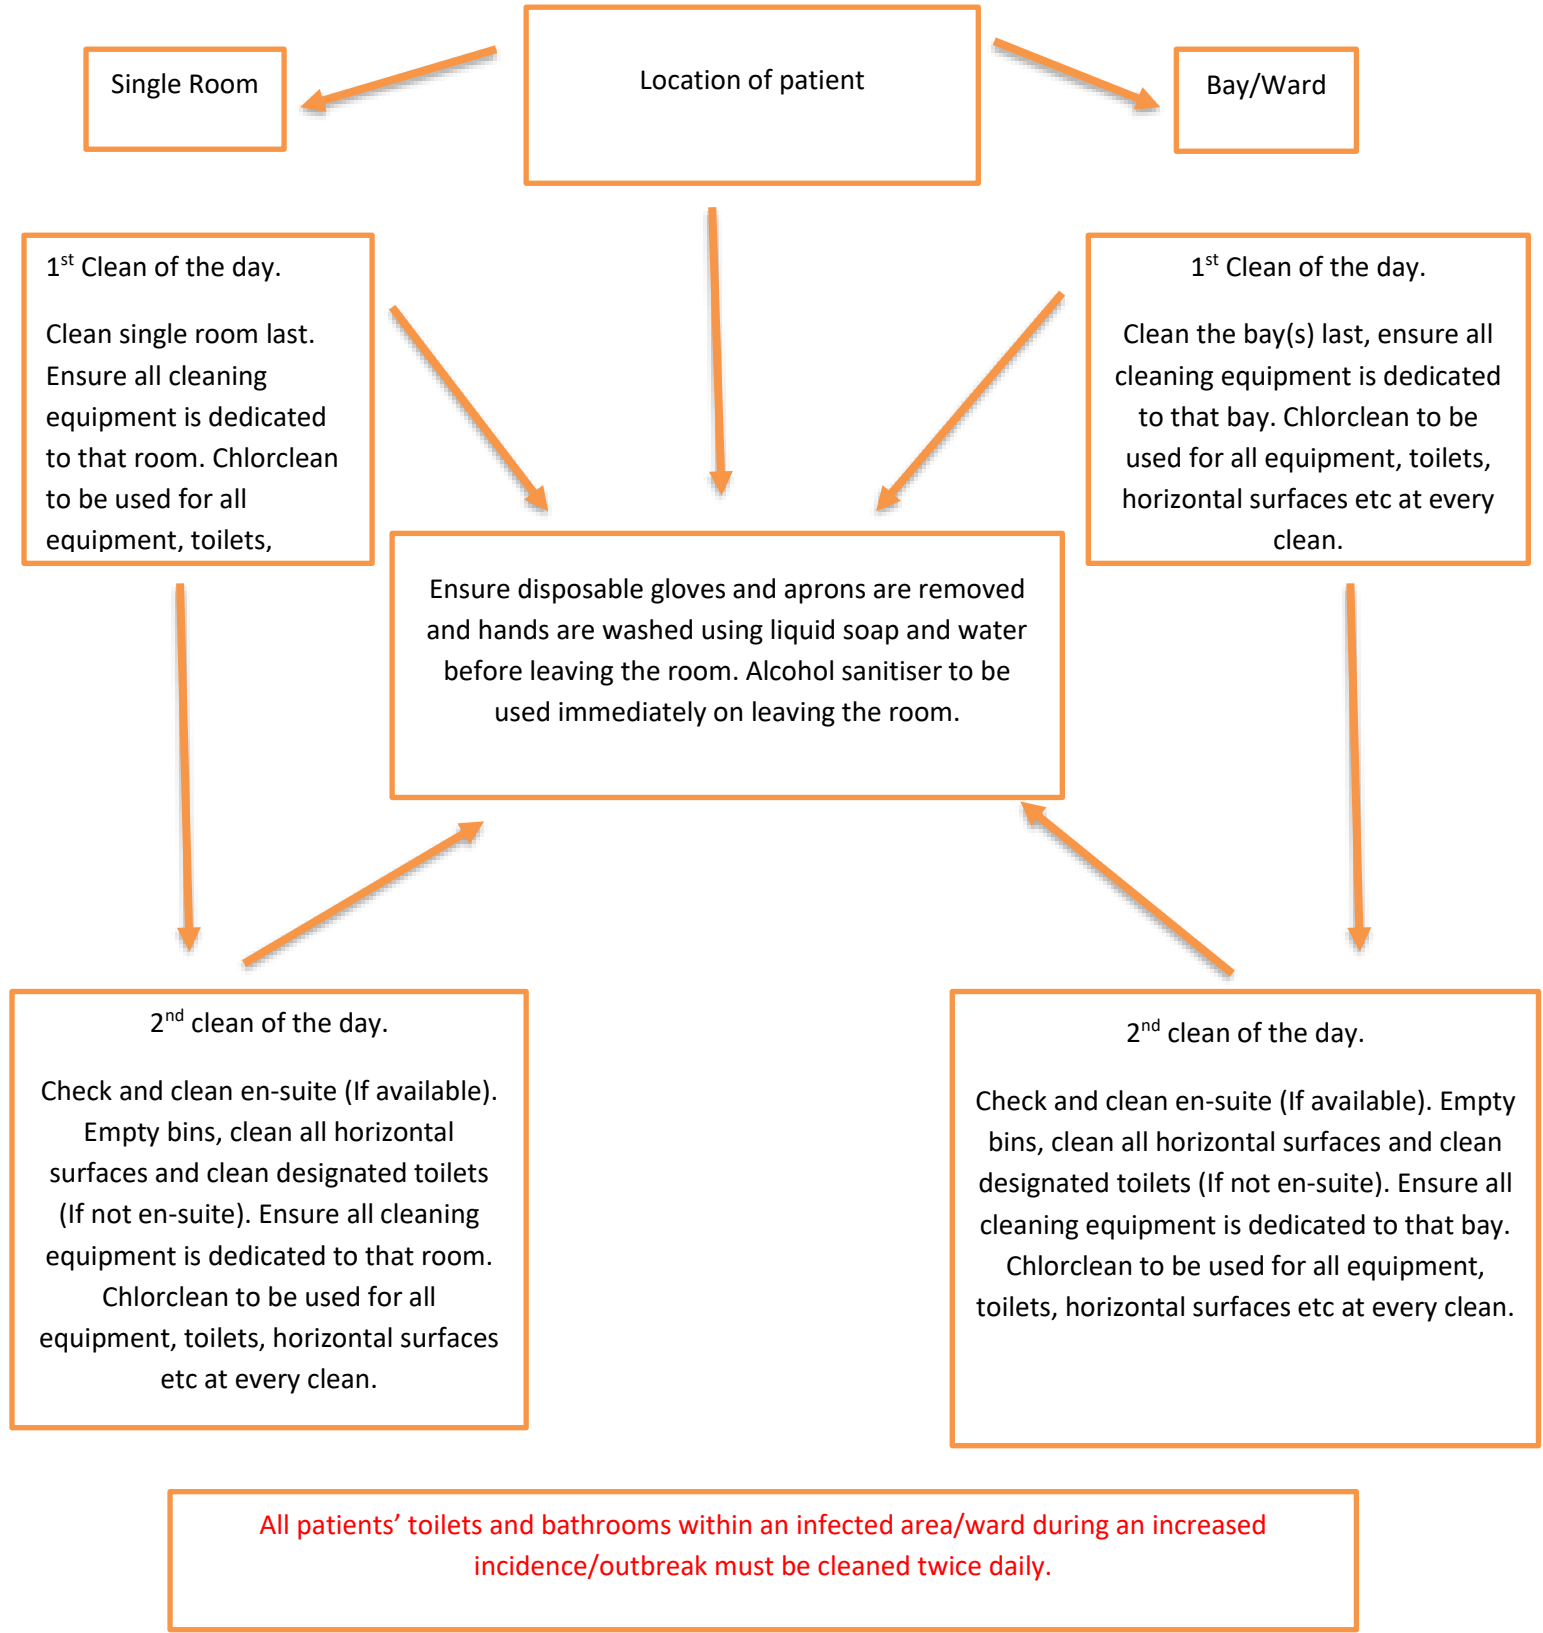 Location of patient
Single Room
Bay/Ward
1st Clean of the day.
Clean single room last.
Ensure all cleaning
equipment is dedicated
to that room. Chlorclean
to be used for all
equipment, toilets,
1st Clean of the day.
Clean the bay(s) last, ensure all
cleaning equipment is dedicated
to that bay. Chlorclean to be
used for all equipment, toilets,
horizontal surfaces etc at every
clean.
Ensure disposable gloves and aprons are removed
and hands are washed using liquid soap and water
before leaving the room. Alcohol sanitiser to be
used immediately on leaving the room.
2nd clean of the day.
Check and clean en-suite (If available).
Empty bins, clean all horizontal
surfaces and clean designated toilets
(If not en-suite). Ensure all cleaning
equipment is dedicated to that room.
Chlorclean to be used for all
equipment, toilets, horizontal surfaces
etc at every clean.
2nd clean of the day.
Check and clean en-suite (If available). Empty
bins, clean all horizontal surfaces and clean
designated toilets (If not en-suite). Ensure all
cleaning equipment is dedicated to that bay.
Chlorclean to be used for all equipment,
toilets, horizontal surfaces etc at every clean.
All patients’ toilets and bathrooms within an infected area/ward during an increased
incidence/outbreak must be cleaned twice daily.